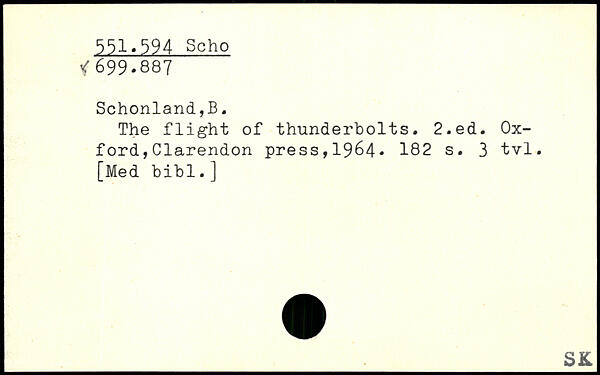 551.594 Scho
✓ 699.887
Schonland,B.
The flight of thunderbolts. 2.ed. Ox-
ford,Clarendon press,1964. 182 s. 3 tvl.
[Med bibl.]
SK